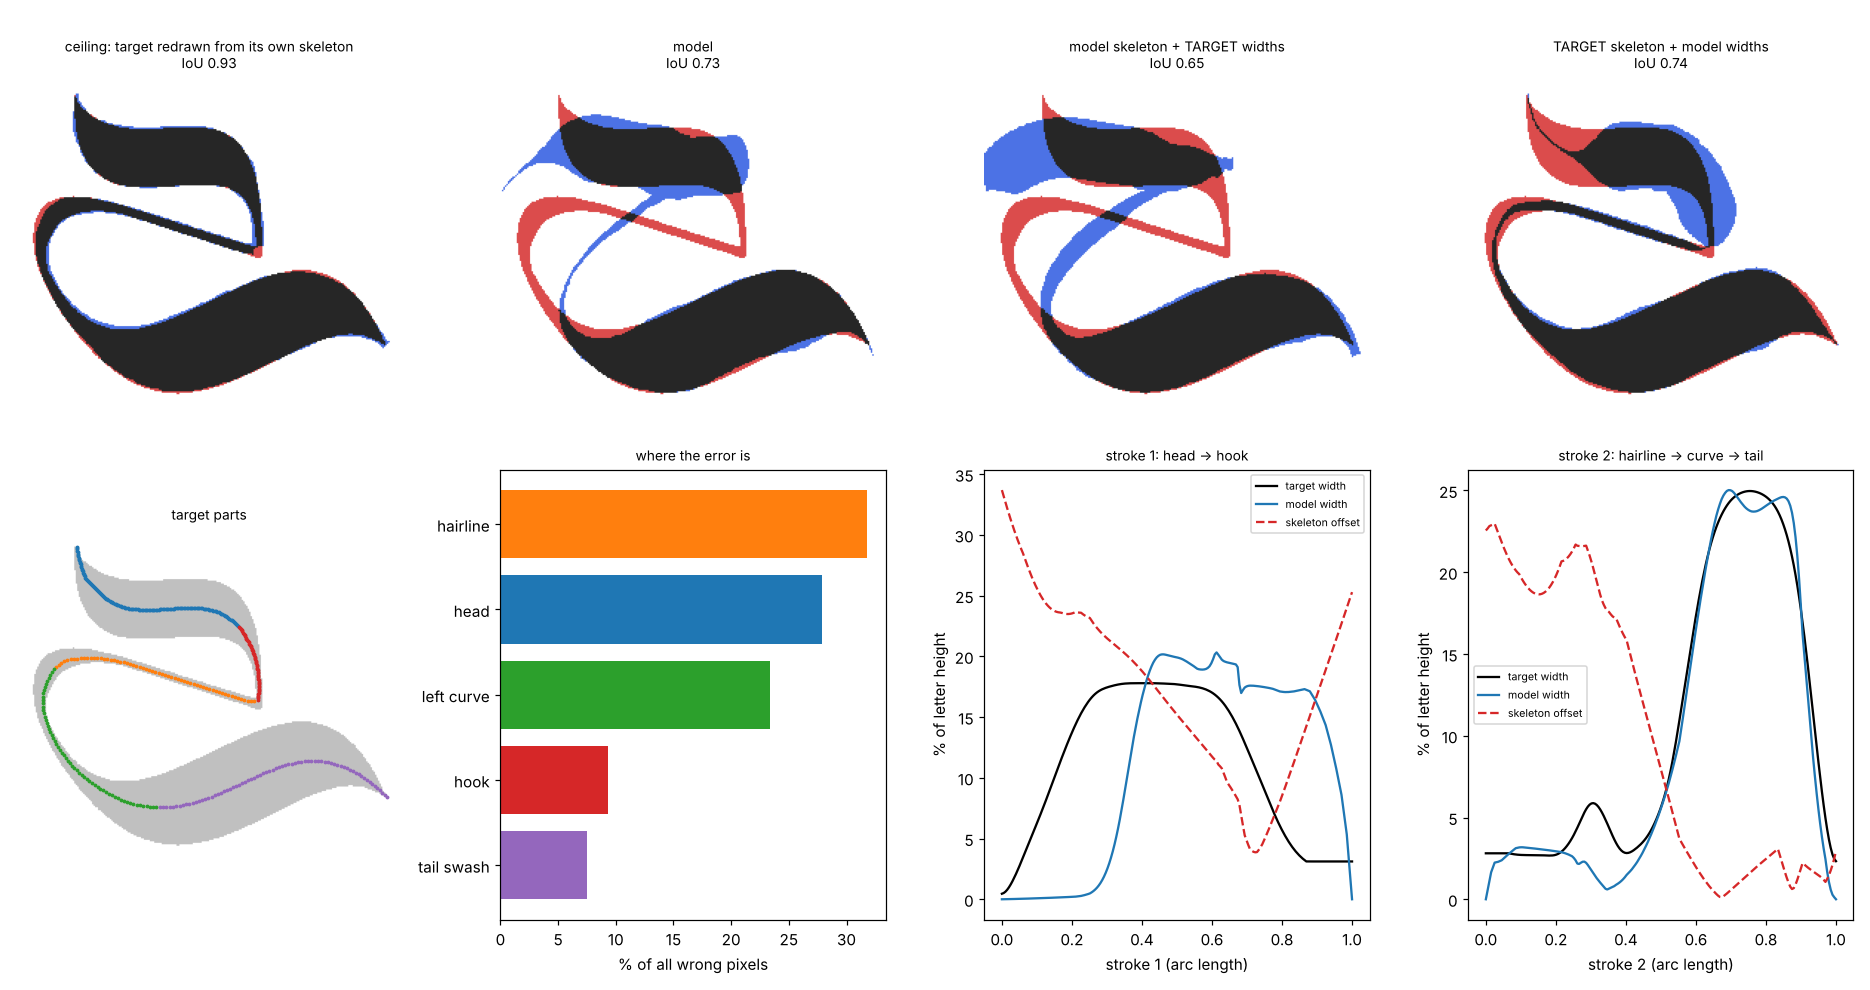 ceiling: target redrawn from its own skeleton
IoU 0.93
model
IoU 0.73
model skeleton + TARGET widths
IoU 0.65
TARGET skeleton + model widths
IoU 0.74
target parts
where the error is
hairline
head
left curve
hook
tail swash
0 5 10 15 20 25 30
% of all wrong pixels
stroke 1: head → hook
target width
model width
skeleton offset
% of letter height
35
30
25
20
15
10
5
0
0.0 0.2 0.4 0.6 0.8 1.0
stroke 1 (arc length)
stroke 2: hairline → curve → tail
target width
model width
skeleton offset
% of letter height
25
20
15
10
5
0
0.0 0.2 0.4 0.6 0.8 1.0
stroke 2 (arc length)